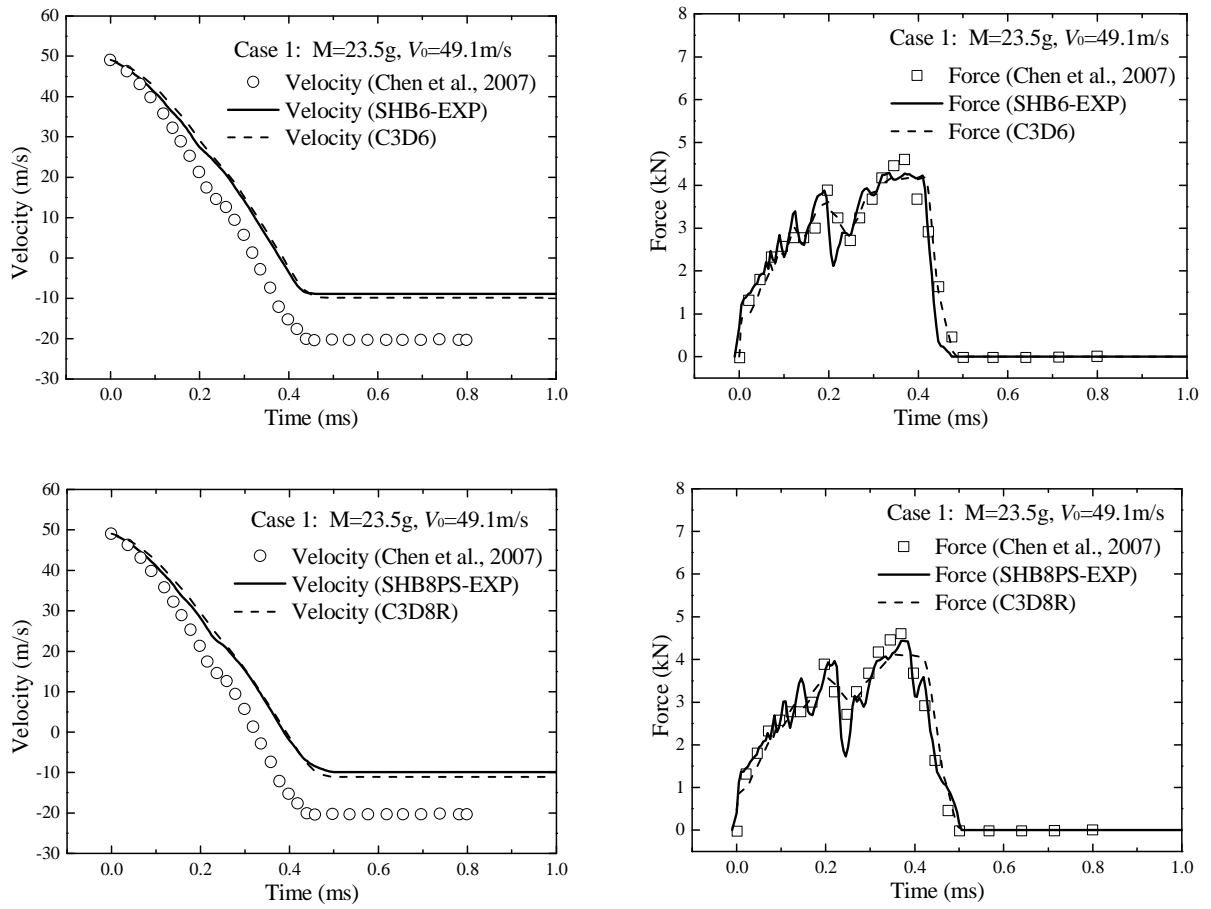 60
50
40
30
20
10
0
-10
-20
-30
Velocity (m/s)
Case 1: M=23.5g, V0=49.1m/s
Velocity (Chen et al., 2007)
Velocity (SHB6-EXP)
Velocity (C3D6)
0.0 0.2 0.4 0.6 0.8 1.0
Time (ms)
8
7
6
5
4
3
2
1
0
Force (kN)
Case 1: M=23.5g, V0=49.1m/s
Force (Chen et al., 2007)
Force (SHB6-EXP)
Force (C3D6)
0.0 0.2 0.4 0.6 0.8 1.0
Time (ms)
60
50
40
30
20
10
0
-10
-20
-30
Velocity (m/s)
Case 1: M=23.5g, V0=49.1m/s
Velocity (Chen et al., 2007)
Velocity (SHB8PS-EXP)
Velocity (C3D8R)
0.0 0.2 0.4 0.6 0.8 1.0
Time (ms)
8
7
6
5
4
3
2
1
0
Force (kN)
Case 1: M=23.5g, V0=49.1m/s
Force (Chen et al., 2007)
Force (SHB8PS-EXP)
Force (C3D8R)
0.0 0.2 0.4 0.6 0.8 1.0
Time (ms)